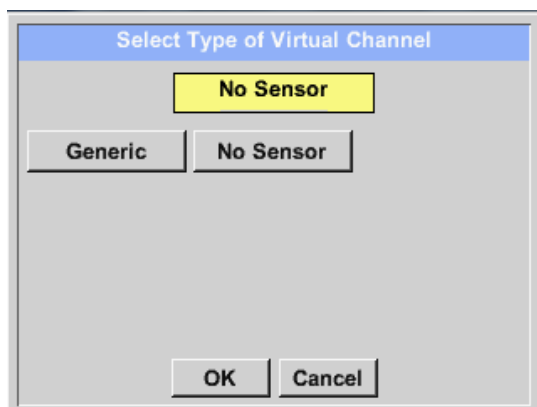 Select Type of Virtual Channel
No Sensor
Generic No Sensor
OK Cancel